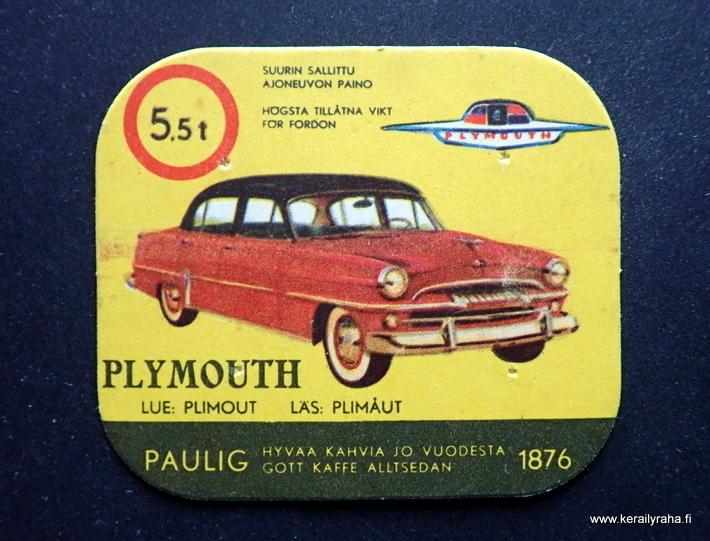 5,5 t
SUURIN SALLITTU
AJONEUVON PAINO
HÖGSTA TILLÅTNA VIKT
FÖR FORDON
PLYMOUTH
PLYMOUTH
LUE: PLIMOUT LÄS: PLIMÅUT
PAULIG HYVÄÄ KAHVIA JO VUODESTA 1876
GOTT KAFFE ALLTSEDAN
www.kerailyraha.fi